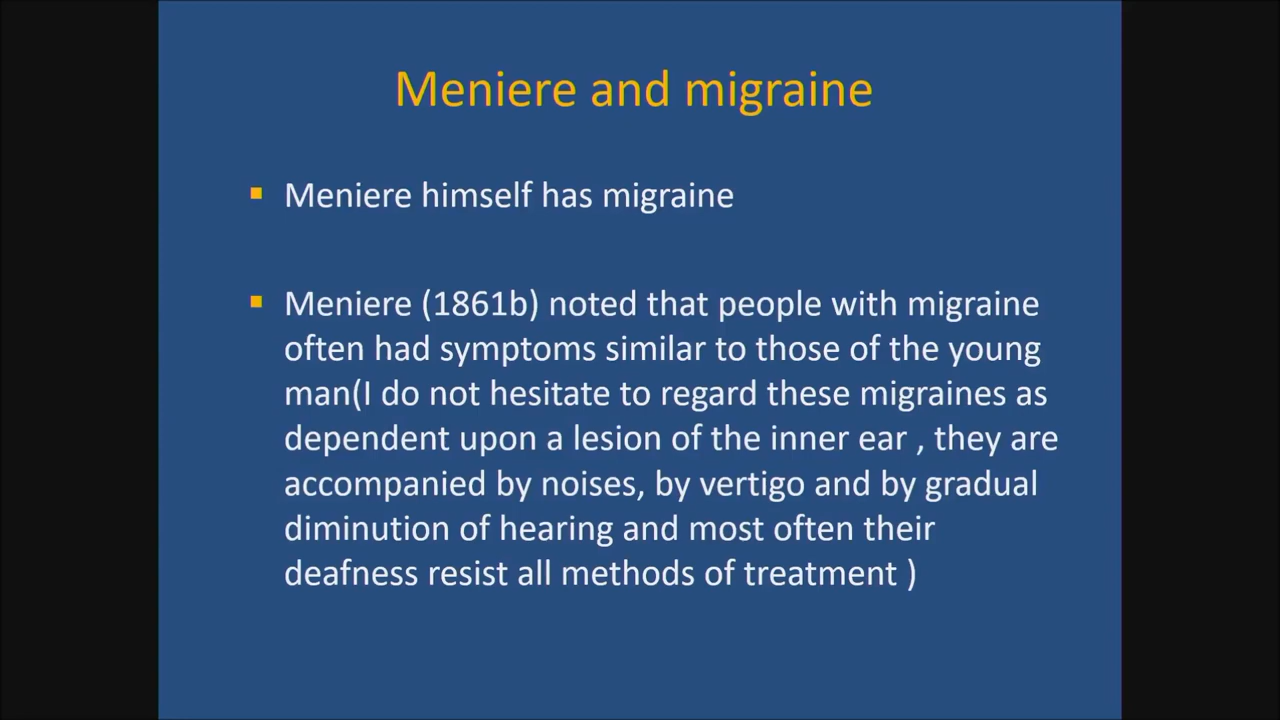 Meniere and migraine
Meniere himself has migraine
Meniere (1861b) noted that people with migraine
often had symptoms similar to those of the young
man(I do not hesitate to regard these migraines as
dependent upon a lesion of the inner ear , they are
accompanied by noises, by vertigo and by gradual
diminution of hearing and most often their
deafness resist all methods of treatment )